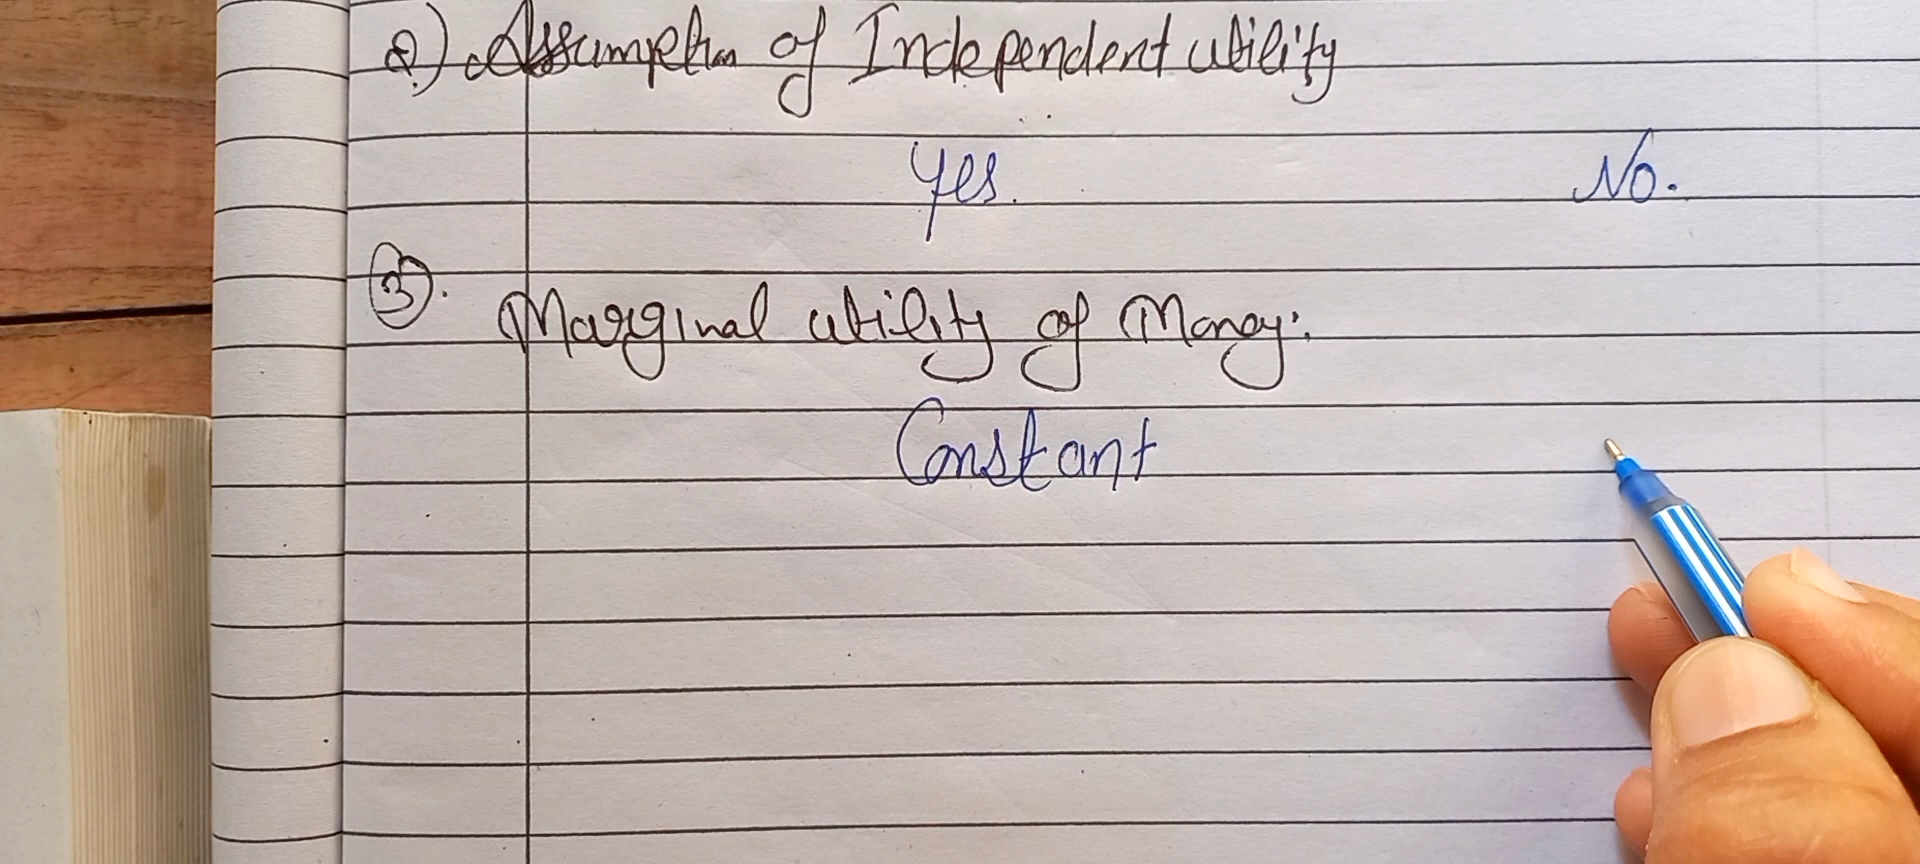 2.) Assumption of Independent utility
Yes. No.
3. Marginal utility of Money:
Constant